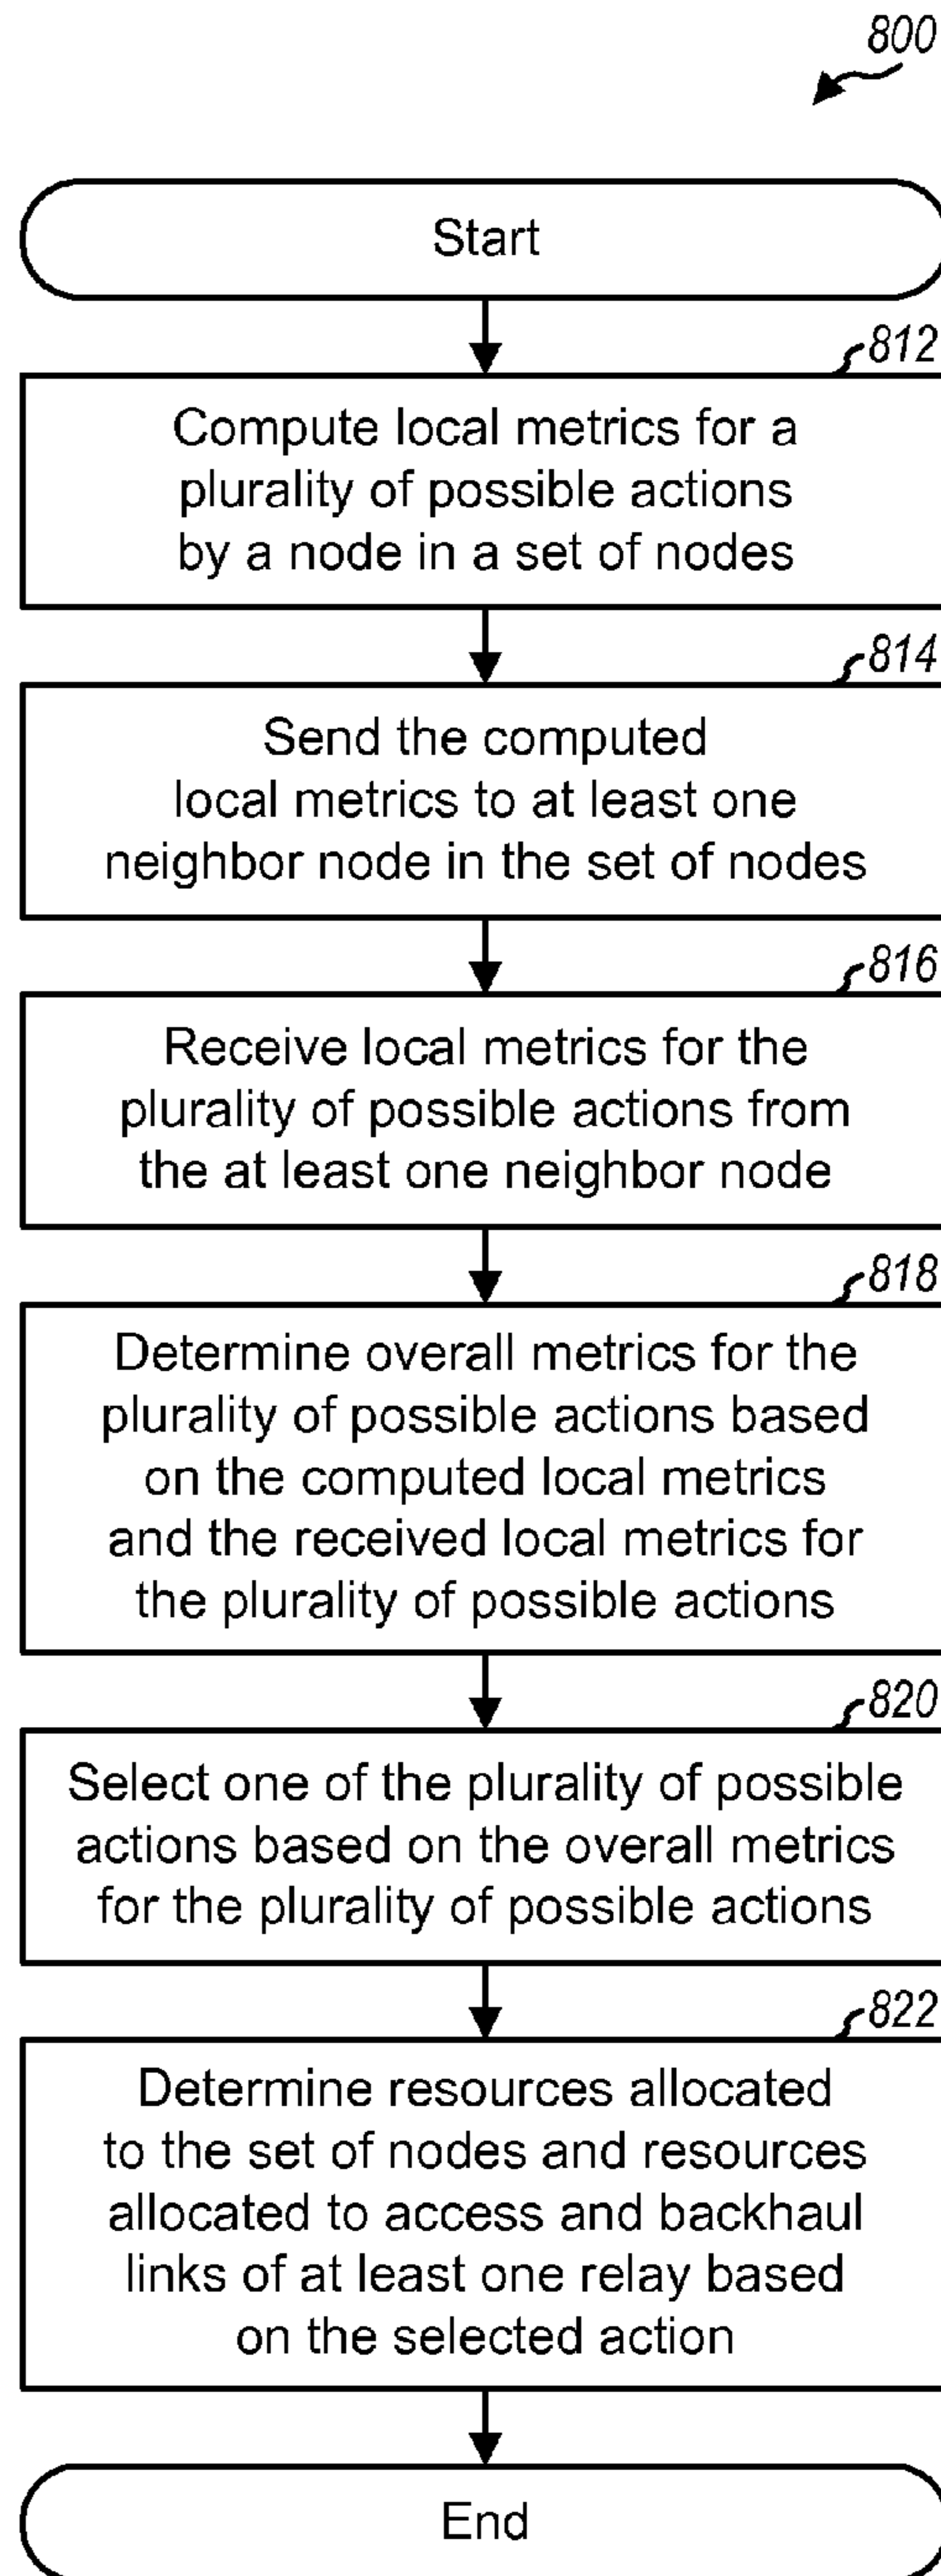 800
Start
812
Compute local metrics for a
plurality of possible actions
by a node in a set of nodes
814
Send the computed
local metrics to at least one
neighbor node in the set of nodes
816
Receive local metrics for the
plurality of possible actions from
the at least one neighbor node
818
Determine overall metrics for the
plurality of possible actions based
on the computed local metrics
and the received local metrics for
the plurality of possible actions
820
Select one of the plurality of possible
actions based on the overall metrics
for the plurality of possible actions
822
Determine resources allocated
to the set of nodes and resources
allocated to access and backhaul
links of at least one relay based
on the selected action
End